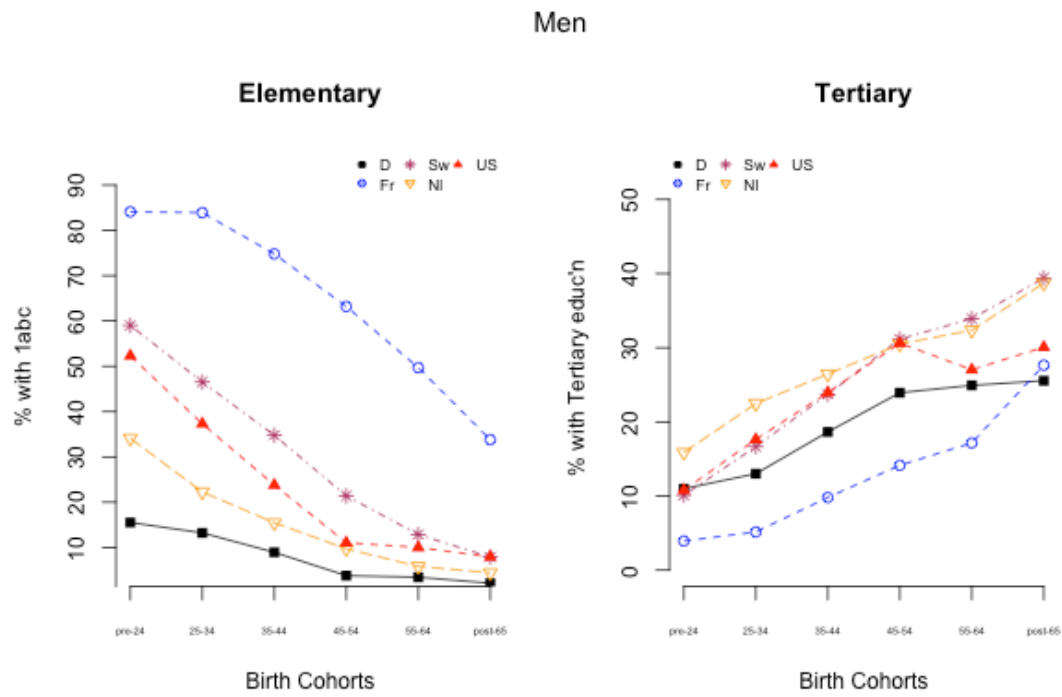 Men
Elementary
D Sw US
Fr Nl
% with 1abc
90
80
70
60
50
40
30
20
10
pre-24 25-34 35-44 45-54 55-64 post-65
Birth Cohorts
Tertiary
D Sw US
Fr Nl
% with Tertiary educ'n
50
40
30
20
10
0
pre-24 25-34 35-44 45-54 55-64 post-65
Birth Cohorts